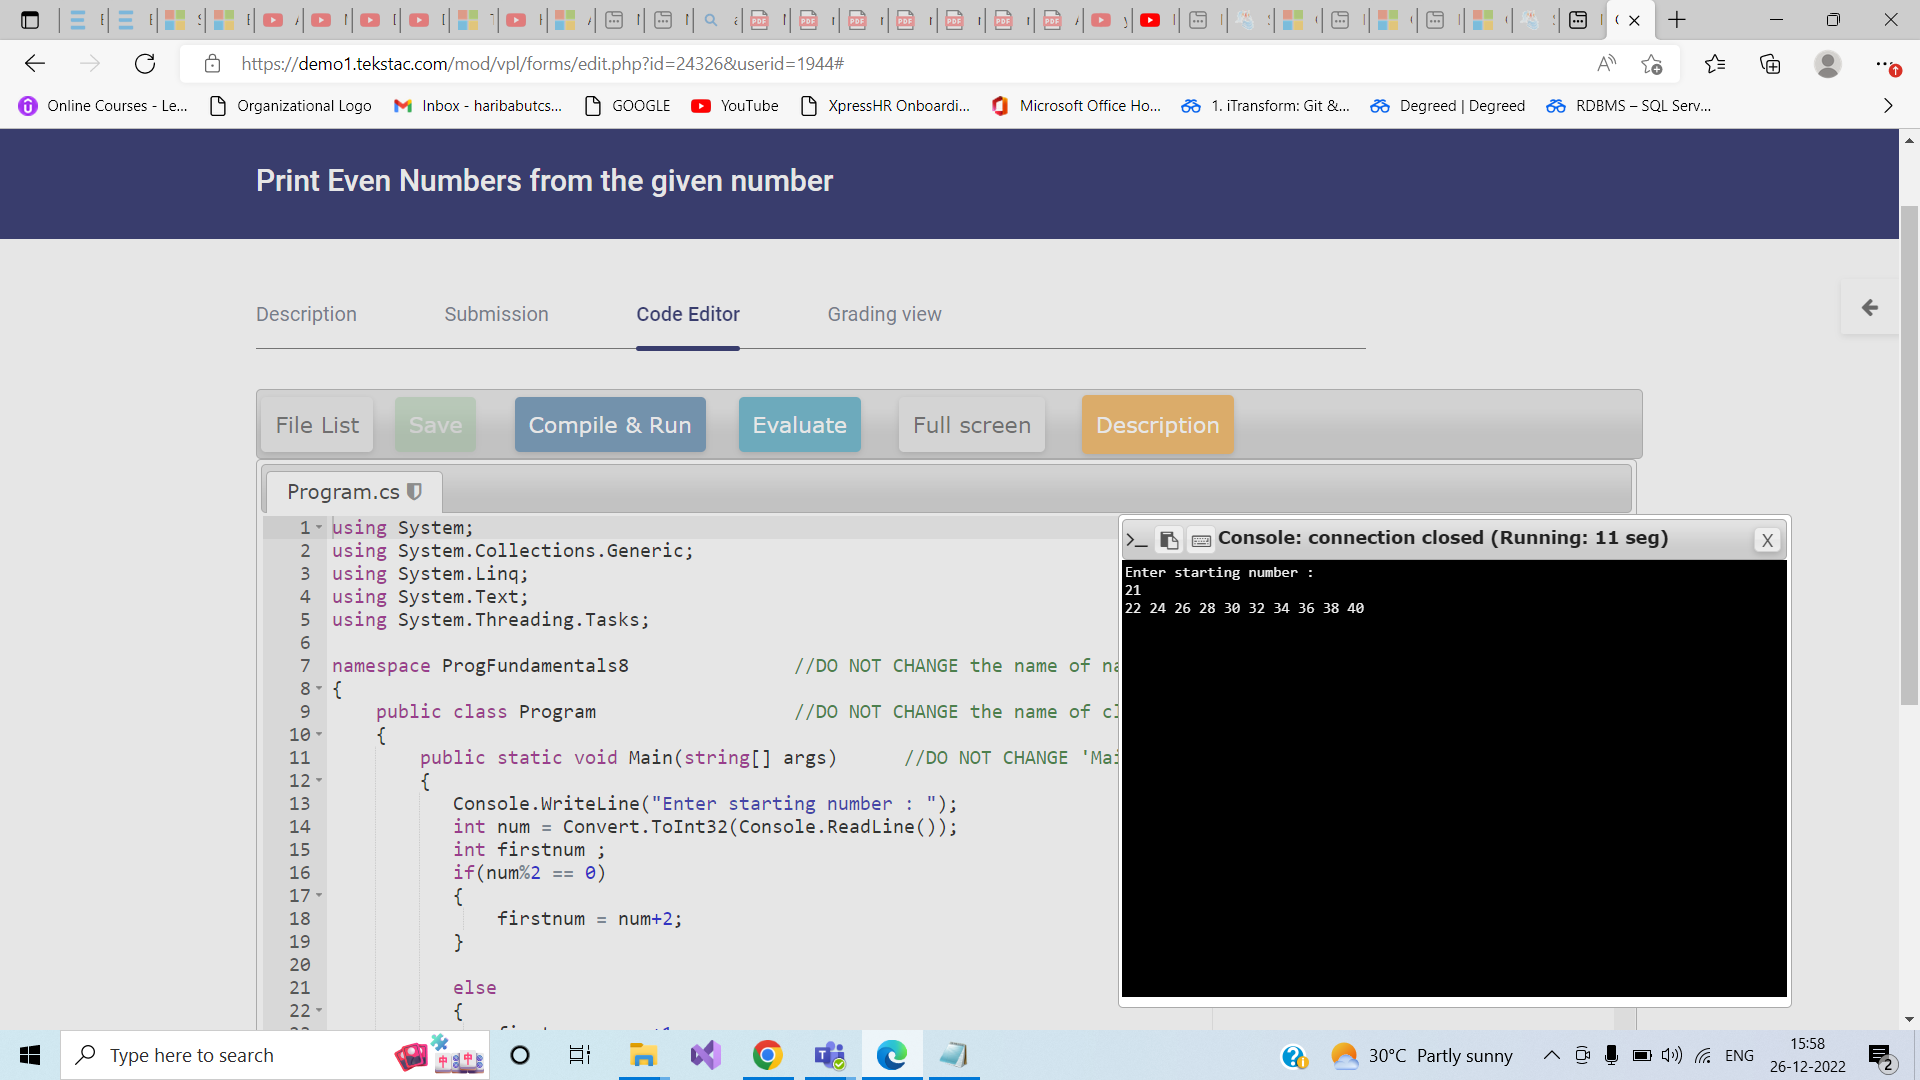 https://demo1.tekstac.com/mod/vpl/forms/edit.php?id=24326&userid=1944#
Online Courses - Le...
Organizational Logo
Inbox - haribabutcs...
GOOGLE
YouTube
XpressHR Onboardi...
Microsoft Office Ho...
1. iTransform: Git &...
Degreed | Degreed
RDBMS – SQL Serv...
Print Even Numbers from the given number
Description
Submission
Code Editor
Grading view
File List
Save
Compile & Run
Evaluate
Full screen
Description
Program.cs
1 using System;
2 using System.Collections.Generic;
3 using System.Linq;
4 using System.Text;
5 using System.Threading.Tasks;
6
7 namespace ProgFundamentals8 //DO NOT CHANGE the name of na
8 {
9 public class Program //DO NOT CHANGE the name of cl
10 {
11 public static void Main(string[] args) //DO NOT CHANGE 'Mai
12 {
13 Console.WriteLine("Enter starting number : ");
14 int num = Convert.ToInt32(Console.ReadLine());
15 int firstnum ;
16 if(num%2 == 0)
17 {
18 firstnum = num+2;
19 }
20
21 else
22 {
Console: connection closed (Running: 11 seg)
X
Enter starting number :
21
22 24 26 28 30 32 34 36 38 40
Type here to search
30°C Partly sunny
ENG
15:58
26-12-2022
2